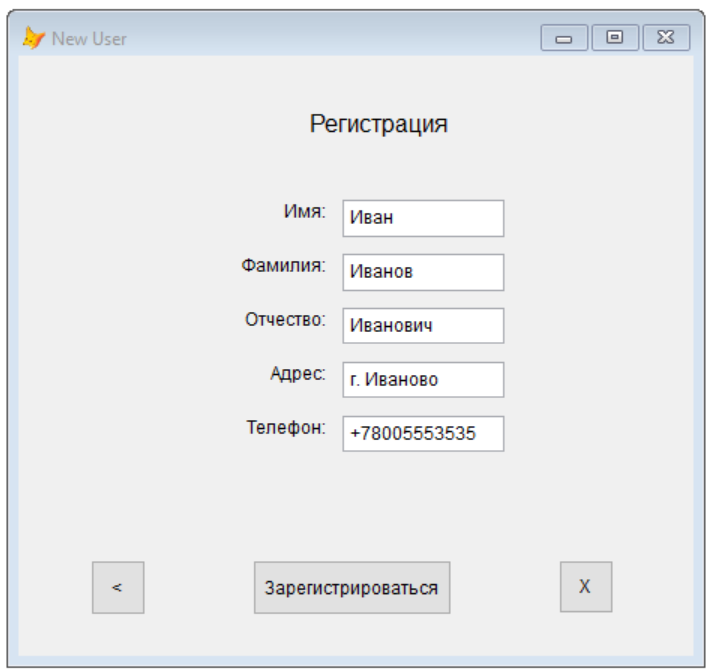 New User
Регистрация
Имя: Иван
Фамилия: Иванов
Отчество: Иванович
Адрес: г. Иваново
Телефон: +78005553535
< Зарегистрироваться X